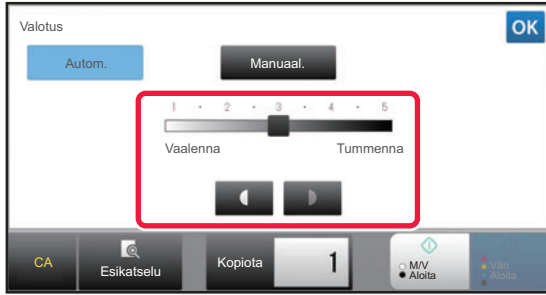 Valotus
OK
Autom.
Manuaal.
1 · 2 · 3 · 4 · 5
Vaalenna
Tummenna
CA
Esikatselu
Kopiota
1
M/V
Aloita
Väri
Aloita